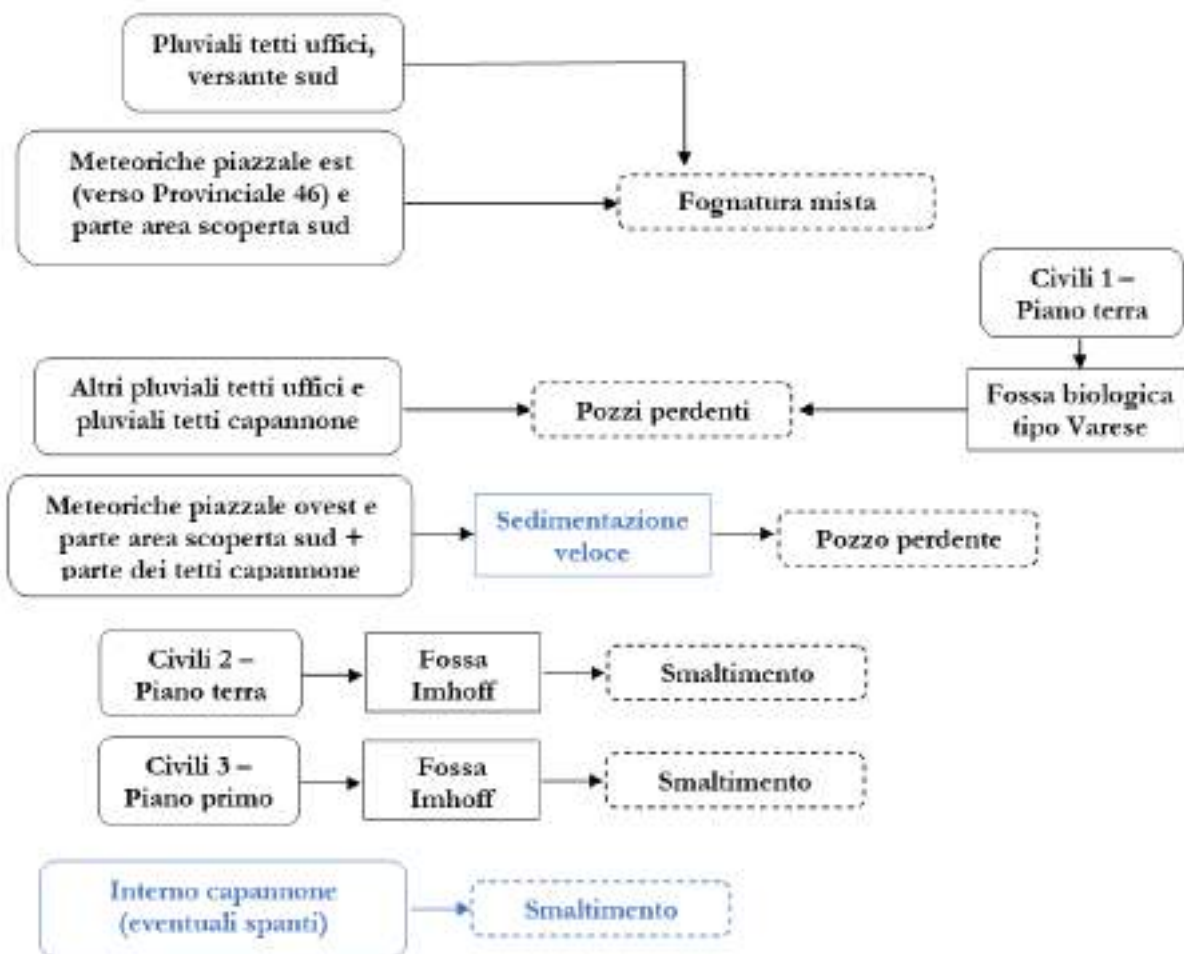 Pluviali tetti uffici,
versante sud
Meteoriche piazzale est
(verso Provinciale 46) e
parte area scoperta sud
Fognatura mista
Civili 1 –
Piano terra
Altri pluviali tetti uffici e
pluviali tetti capannone
Pozzi perdenti
Fossa biologica
tipo Varese
Meteoriche piazzale ovest e
parte area scoperta sud +
parte dei tetti capannone
Sedimentazione
veloce
Pozzo perdente
Civili 2 –
Piano terra
Fossa
Imhoff
Smaltimento
Civili 3 –
Piano primo
Fossa
Imhoff
Smaltimento
Interno capannone
(eventuali spanti)
Smaltimento